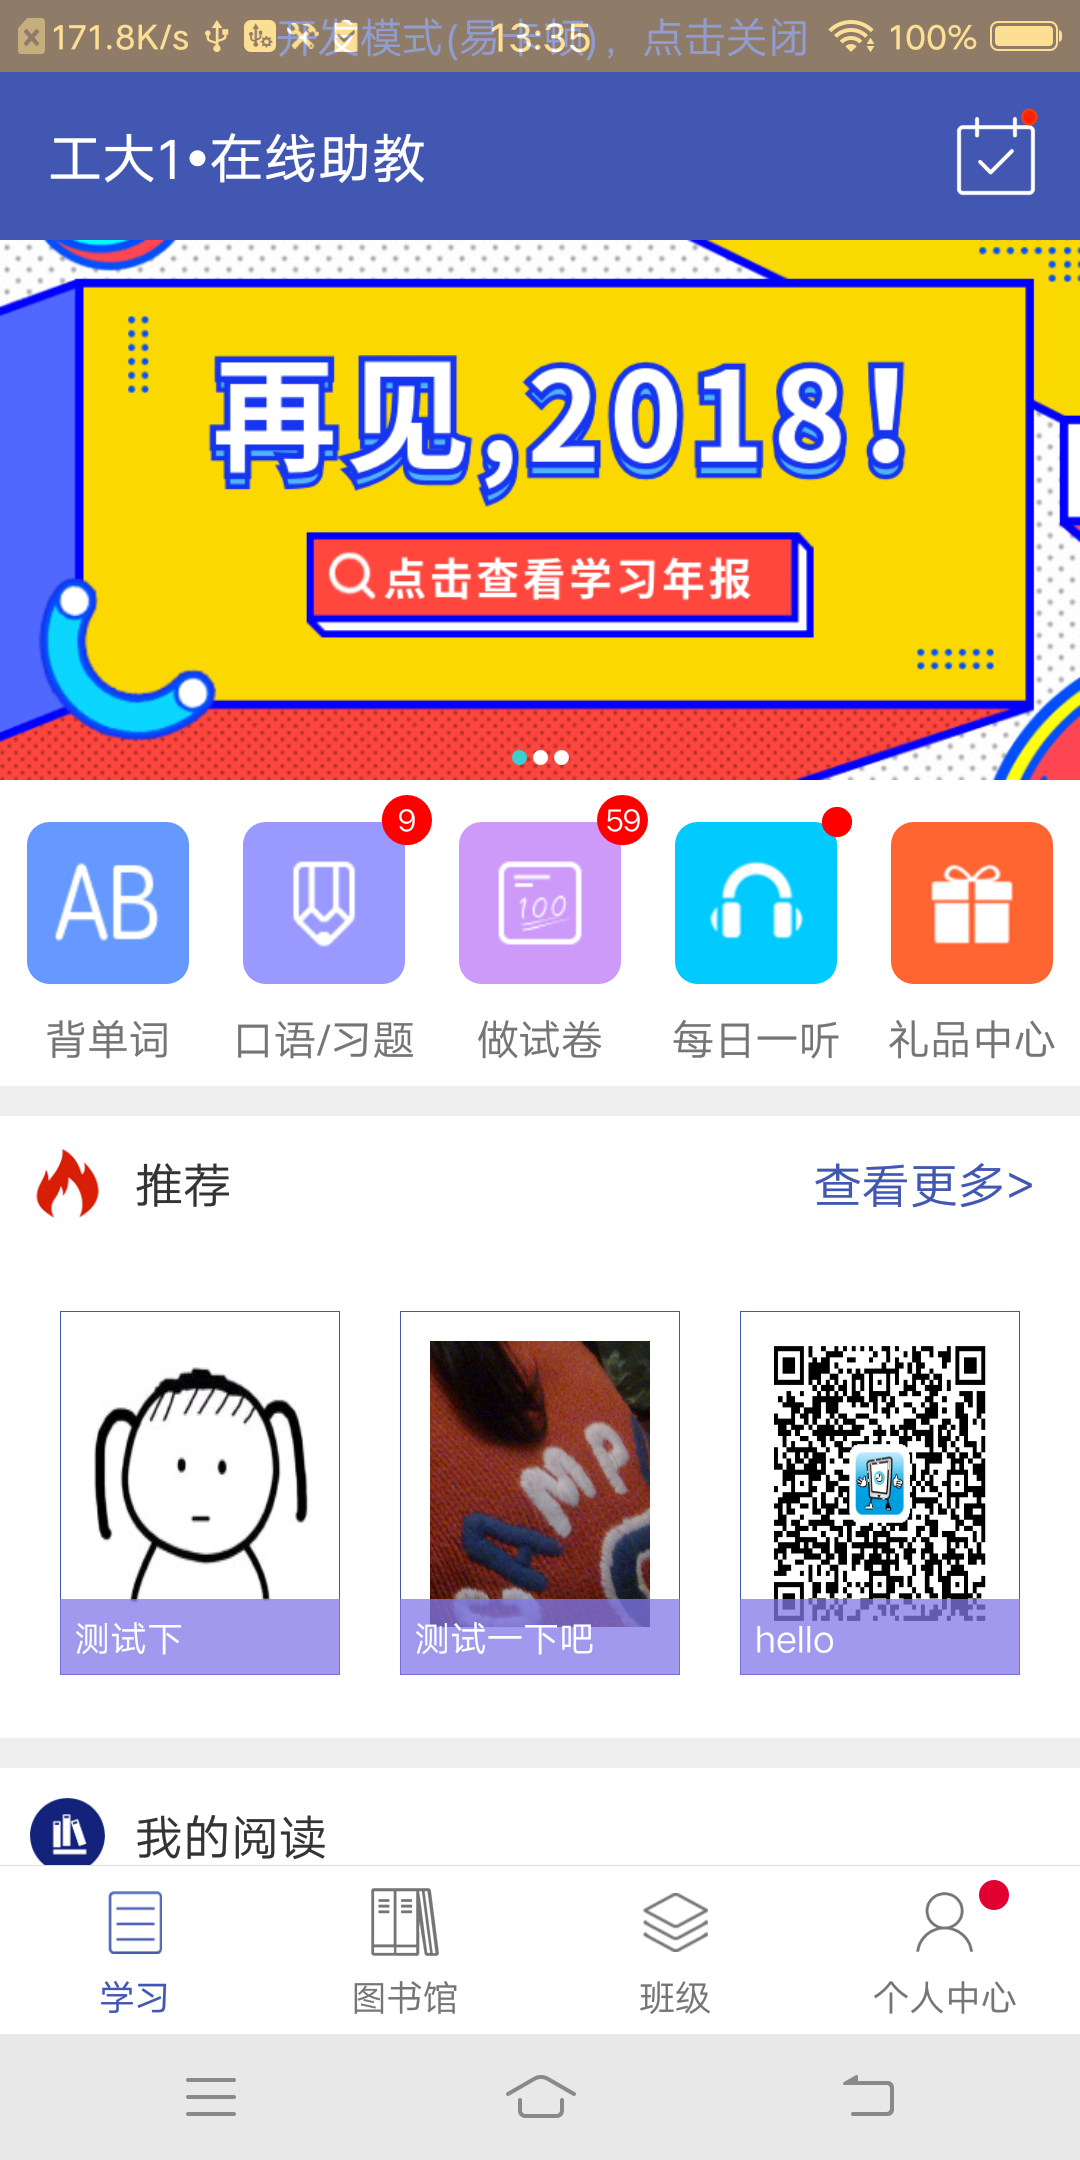 171.8K/s 13:35 100%
开发模式(易卡顿)，点击关闭
工大1•在线助教
再见,2018!
点击查看学习年报
9
59
AB
100
背单词
口语/习题
做试卷
每日一听
礼品中心
推荐
查看更多>
AMP
测试下
测试一下吧
hello
我的阅读
学习
图书馆
班级
个人中心